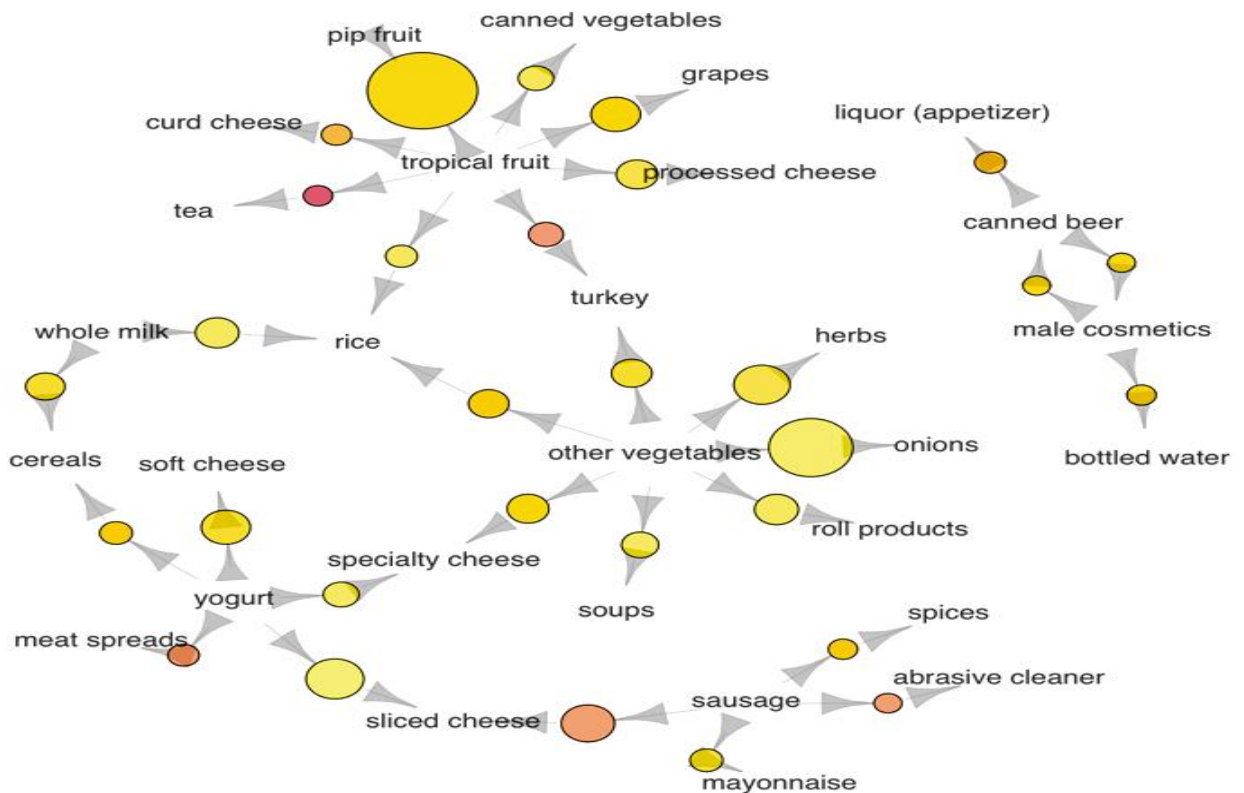 canned vegetables
pip fruit
grapes
liquor (appetizer)
curd cheese
tropical fruit
processed cheese
tea
canned beer
turkey
whole milk
rice
herbs
male cosmetics
other vegetables
onions
cereals
soft cheese
bottled water
roll products
specialty cheese
yogurt
soups
spices
meat spreads
abrasive cleaner
sausage
sliced cheese
mayonnaise